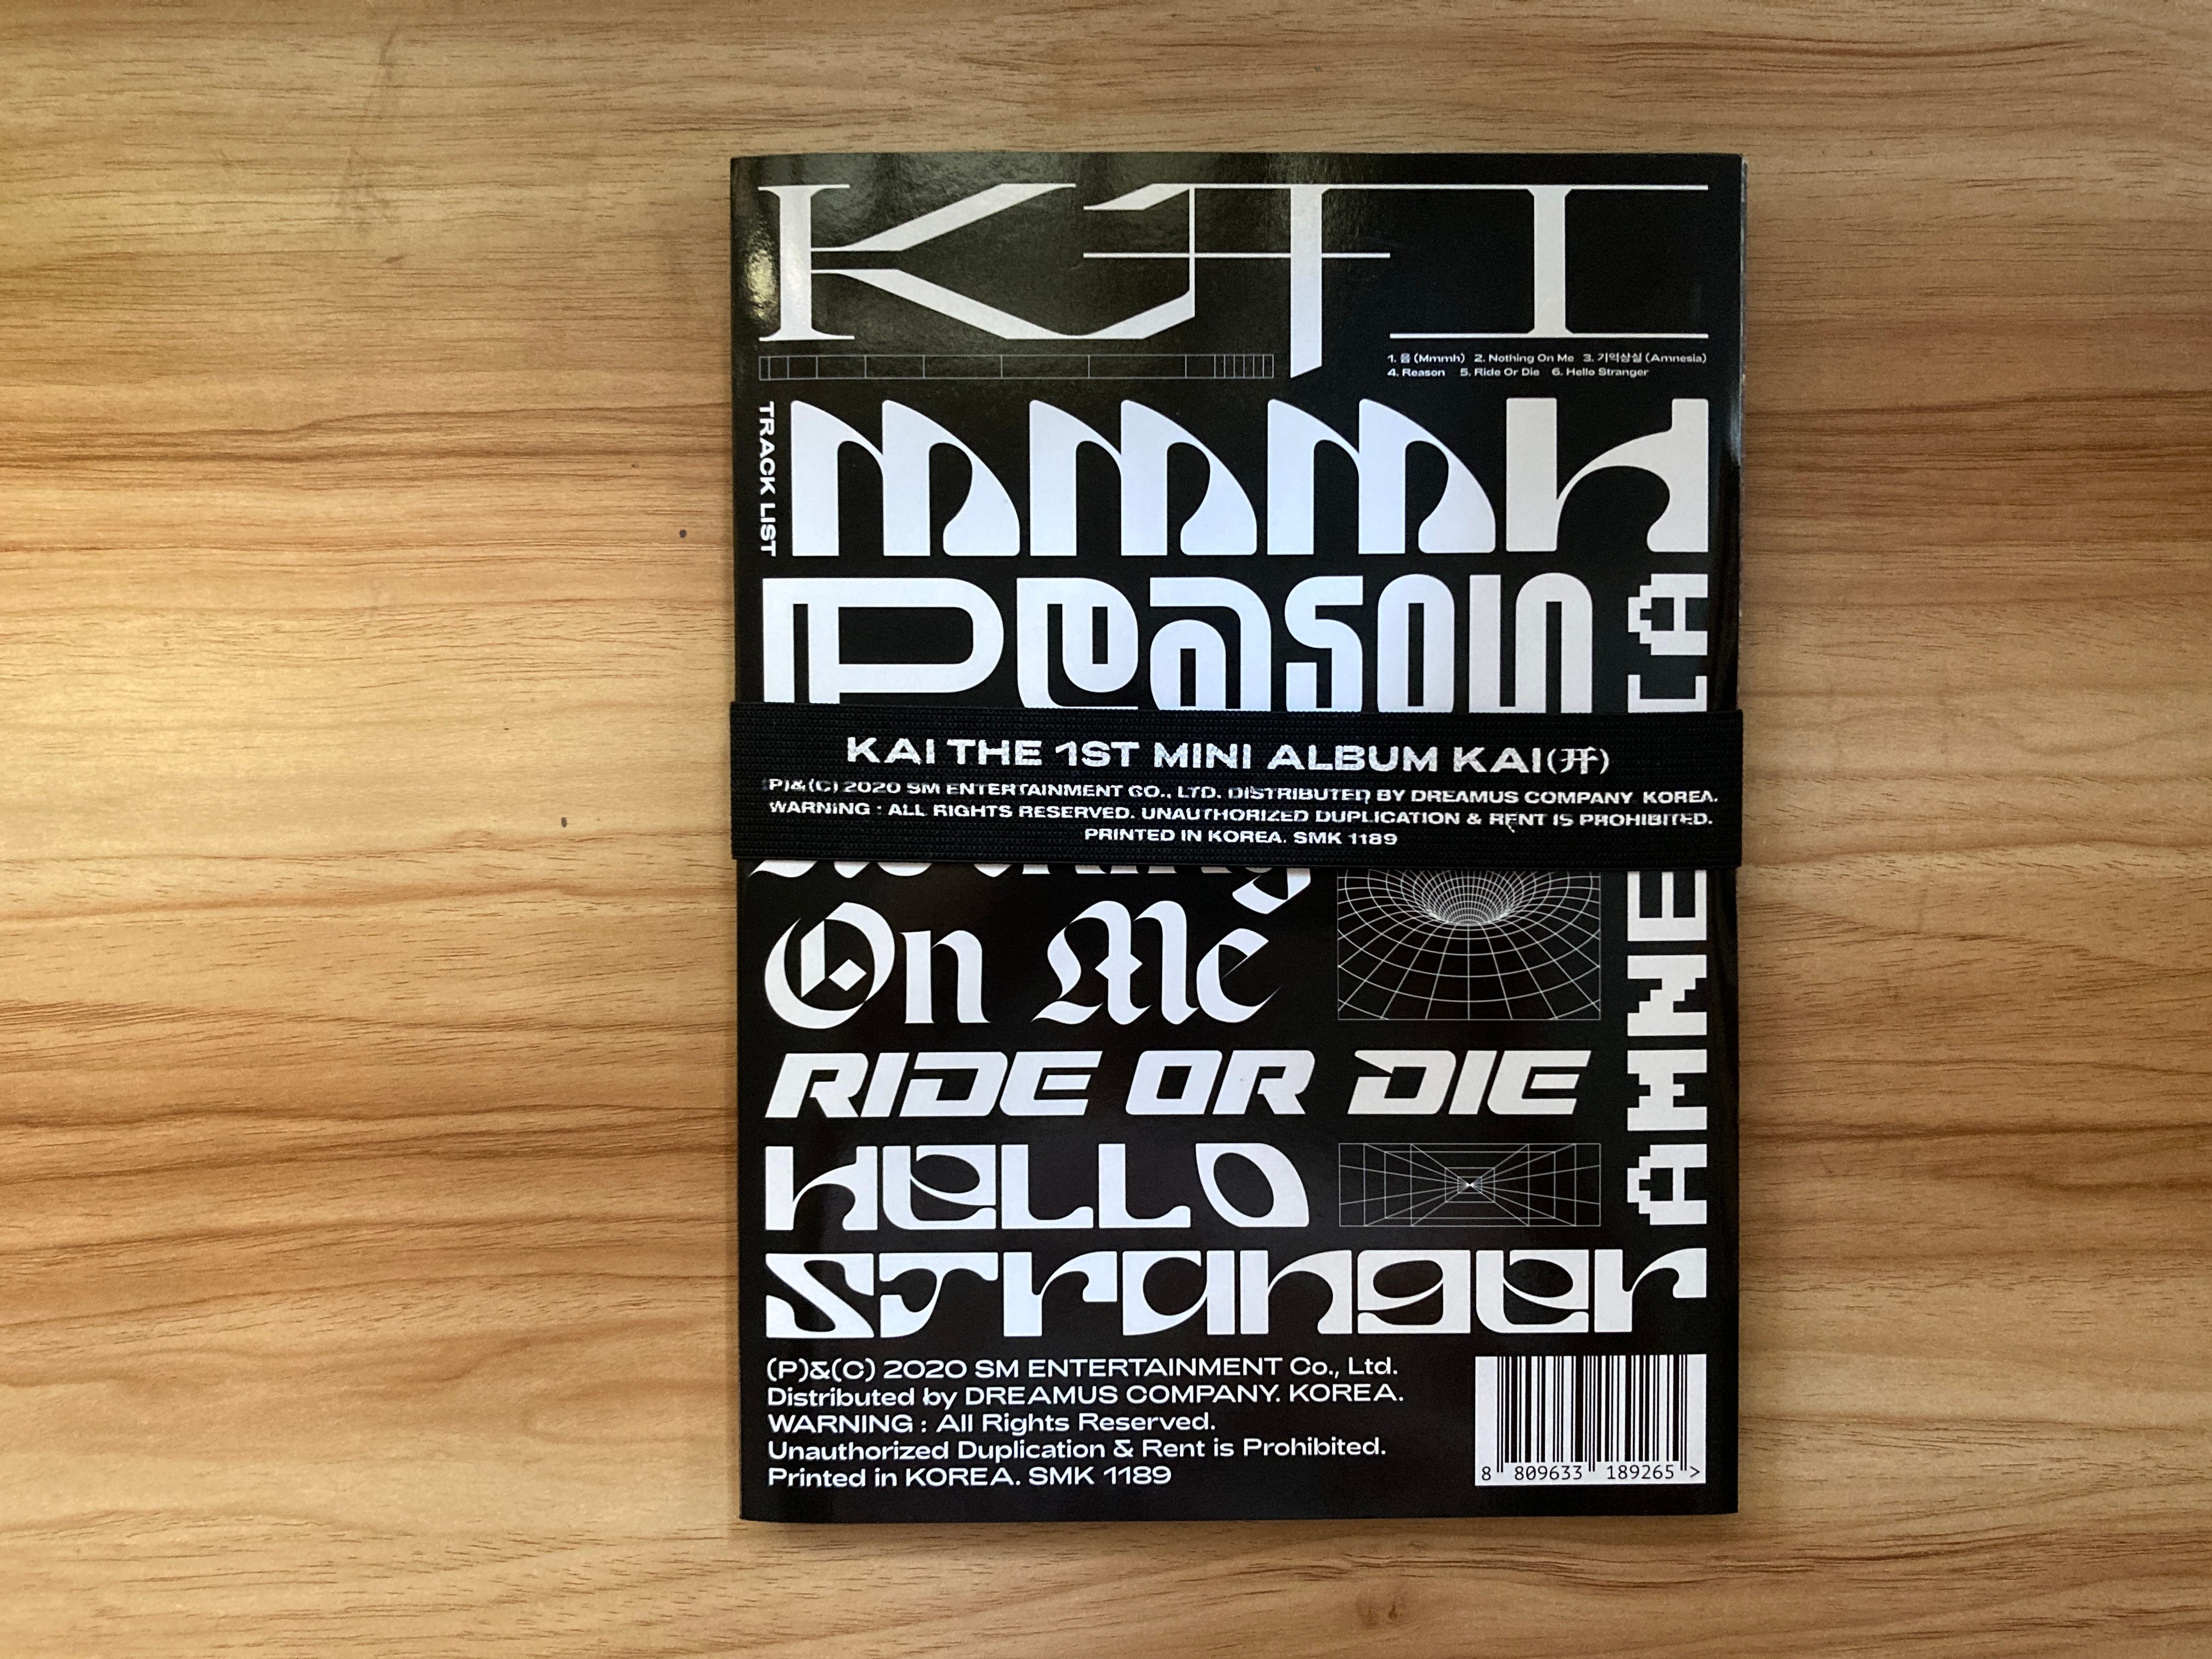 KAI
1. 음 (Mmmh) 2. Nothing On Me 3. 기억상실 (Amnesia)
4. Reason 5. Ride Or Die 6. Hello Stranger
TRACK LIST
mmmh
Reason
KAI THE 1ST MINI ALBUM KAI(开)
(P)&(C) 2020 SM ENTERTAINMENT CO., LTD. DISTRIBUTED BY DREAMUS COMPANY. KOREA.
WARNING : ALL RIGHTS RESERVED. UNAUTHORIZED DUPLICATION & RENT IS PROHIBITED.
PRINTED IN KOREA. SMK 1189
On Me
RIDE OR DIE
Hello
Stranger
(P)&(C) 2020 SM ENTERTAINMENT Co., Ltd.
Distributed by DREAMUS COMPANY. KOREA.
WARNING : All Rights Reserved.
Unauthorized Duplication & Rent is Prohibited.
Printed in KOREA. SMK 1189
8 809633 189265 >